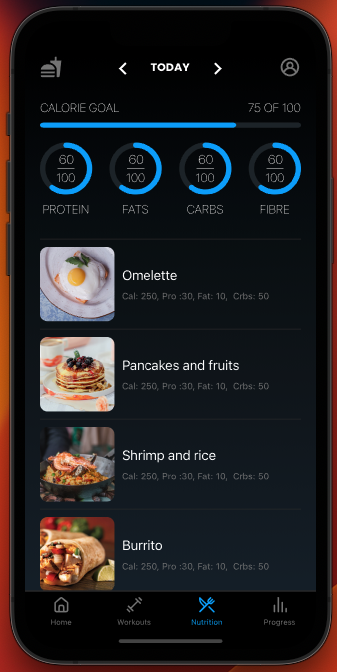 TODAY
CALORIE GOAL 75 OF 100
60 60 60 60
100 100 100 100
PROTEIN FATS CARBS FIBRE
Omelette
Cal: 250, Pro :30, Fat: 10, Crbs: 50
Pancakes and fruits
Cal: 250, Pro :30, Fat: 10, Crbs: 50
Shrimp and rice
Cal: 250, Pro :30, Fat: 10, Crbs: 50
Burrito
Cal: 250, Pro :30, Fat: 10, Crbs: 50
Home Workouts Nutrition Progress